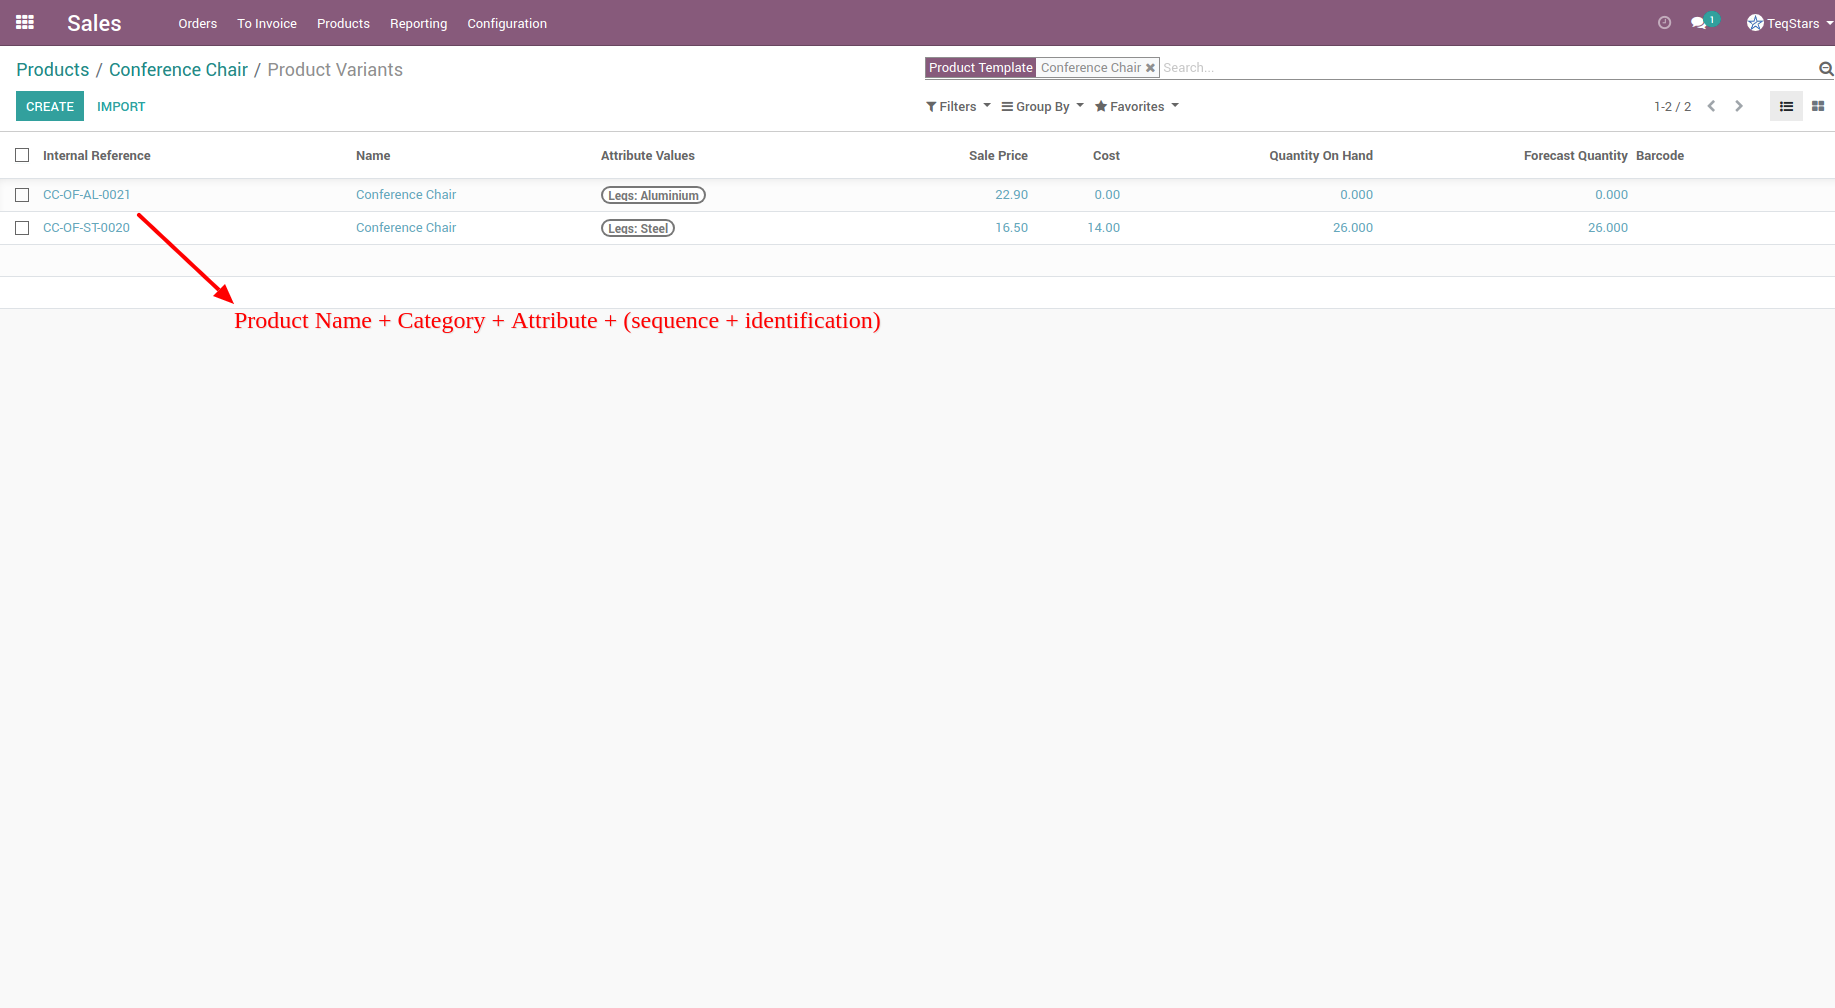 Sales Orders To Invoice Products Reporting Configuration 1 TeqStars
Products / Conference Chair / Product Variants Product Template Conference Chair Search...
CREATE IMPORT Filters Group By Favorites 1-2 / 2
Internal Reference Name Attribute Values Sale Price Cost Quantity On Hand Forecast Quantity Barcode
CC-OF-AL-0021 Conference Chair Legs: Aluminium 22.90 0.00 0.000 0.000
CC-OF-ST-0020 Conference Chair Legs: Steel 16.50 14.00 26.000 26.000
Product Name + Category + Attribute + (sequence + identification)